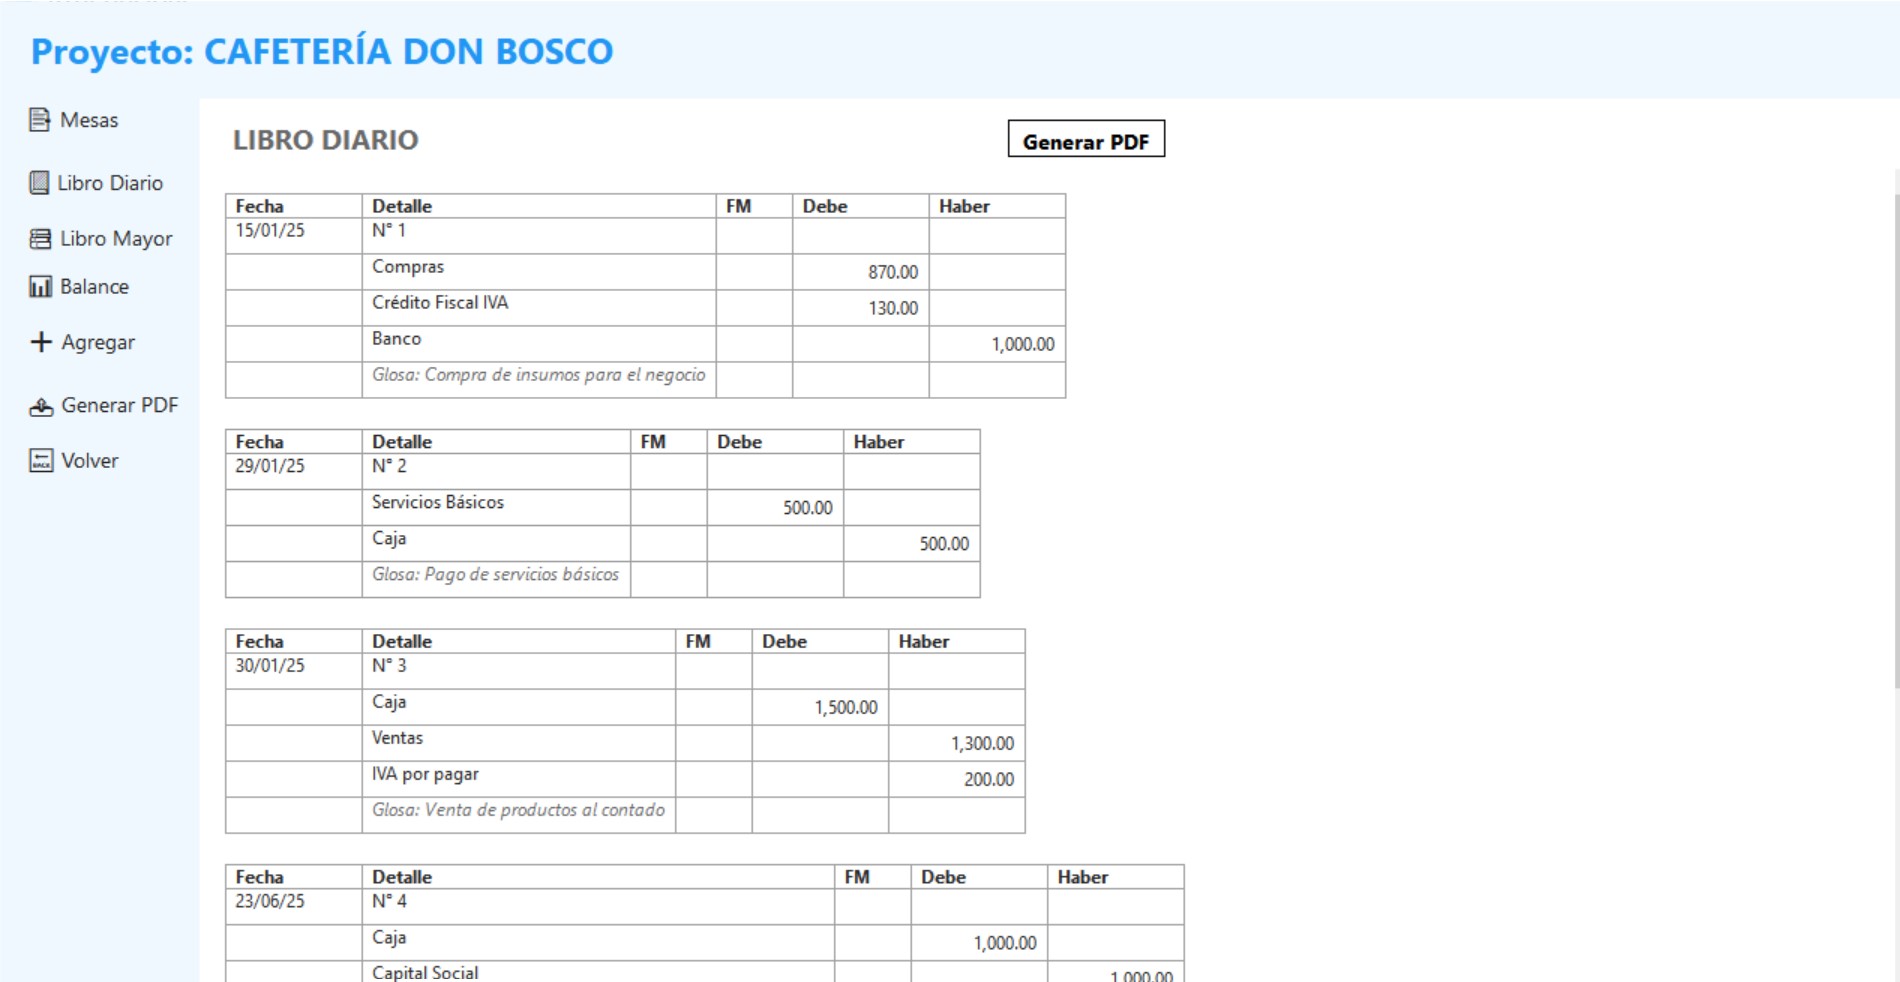 Proyecto: CAFETERÍA DON BOSCO
Mesas
Libro Diario
Libro Mayor
Balance
Agregar
Generar PDF
BACK Volver
LIBRO DIARIO
Generar PDF
Fecha Detalle FM Debe Haber
15/01/25 N° 1
Compras 870.00
Crédito Fiscal IVA 130.00
Banco 1,000.00
Glosa: Compra de insumos para el negocio
Fecha Detalle FM Debe Haber
29/01/25 N° 2
Servicios Básicos 500.00
Caja 500.00
Glosa: Pago de servicios básicos
Fecha Detalle FM Debe Haber
30/01/25 N° 3
Caja 1,500.00
Ventas 1,300.00
IVA por pagar 200.00
Glosa: Venta de productos al contado
Fecha Detalle FM Debe Haber
23/06/25 N° 4
Caja 1,000.00
Capital Social 1,000.00